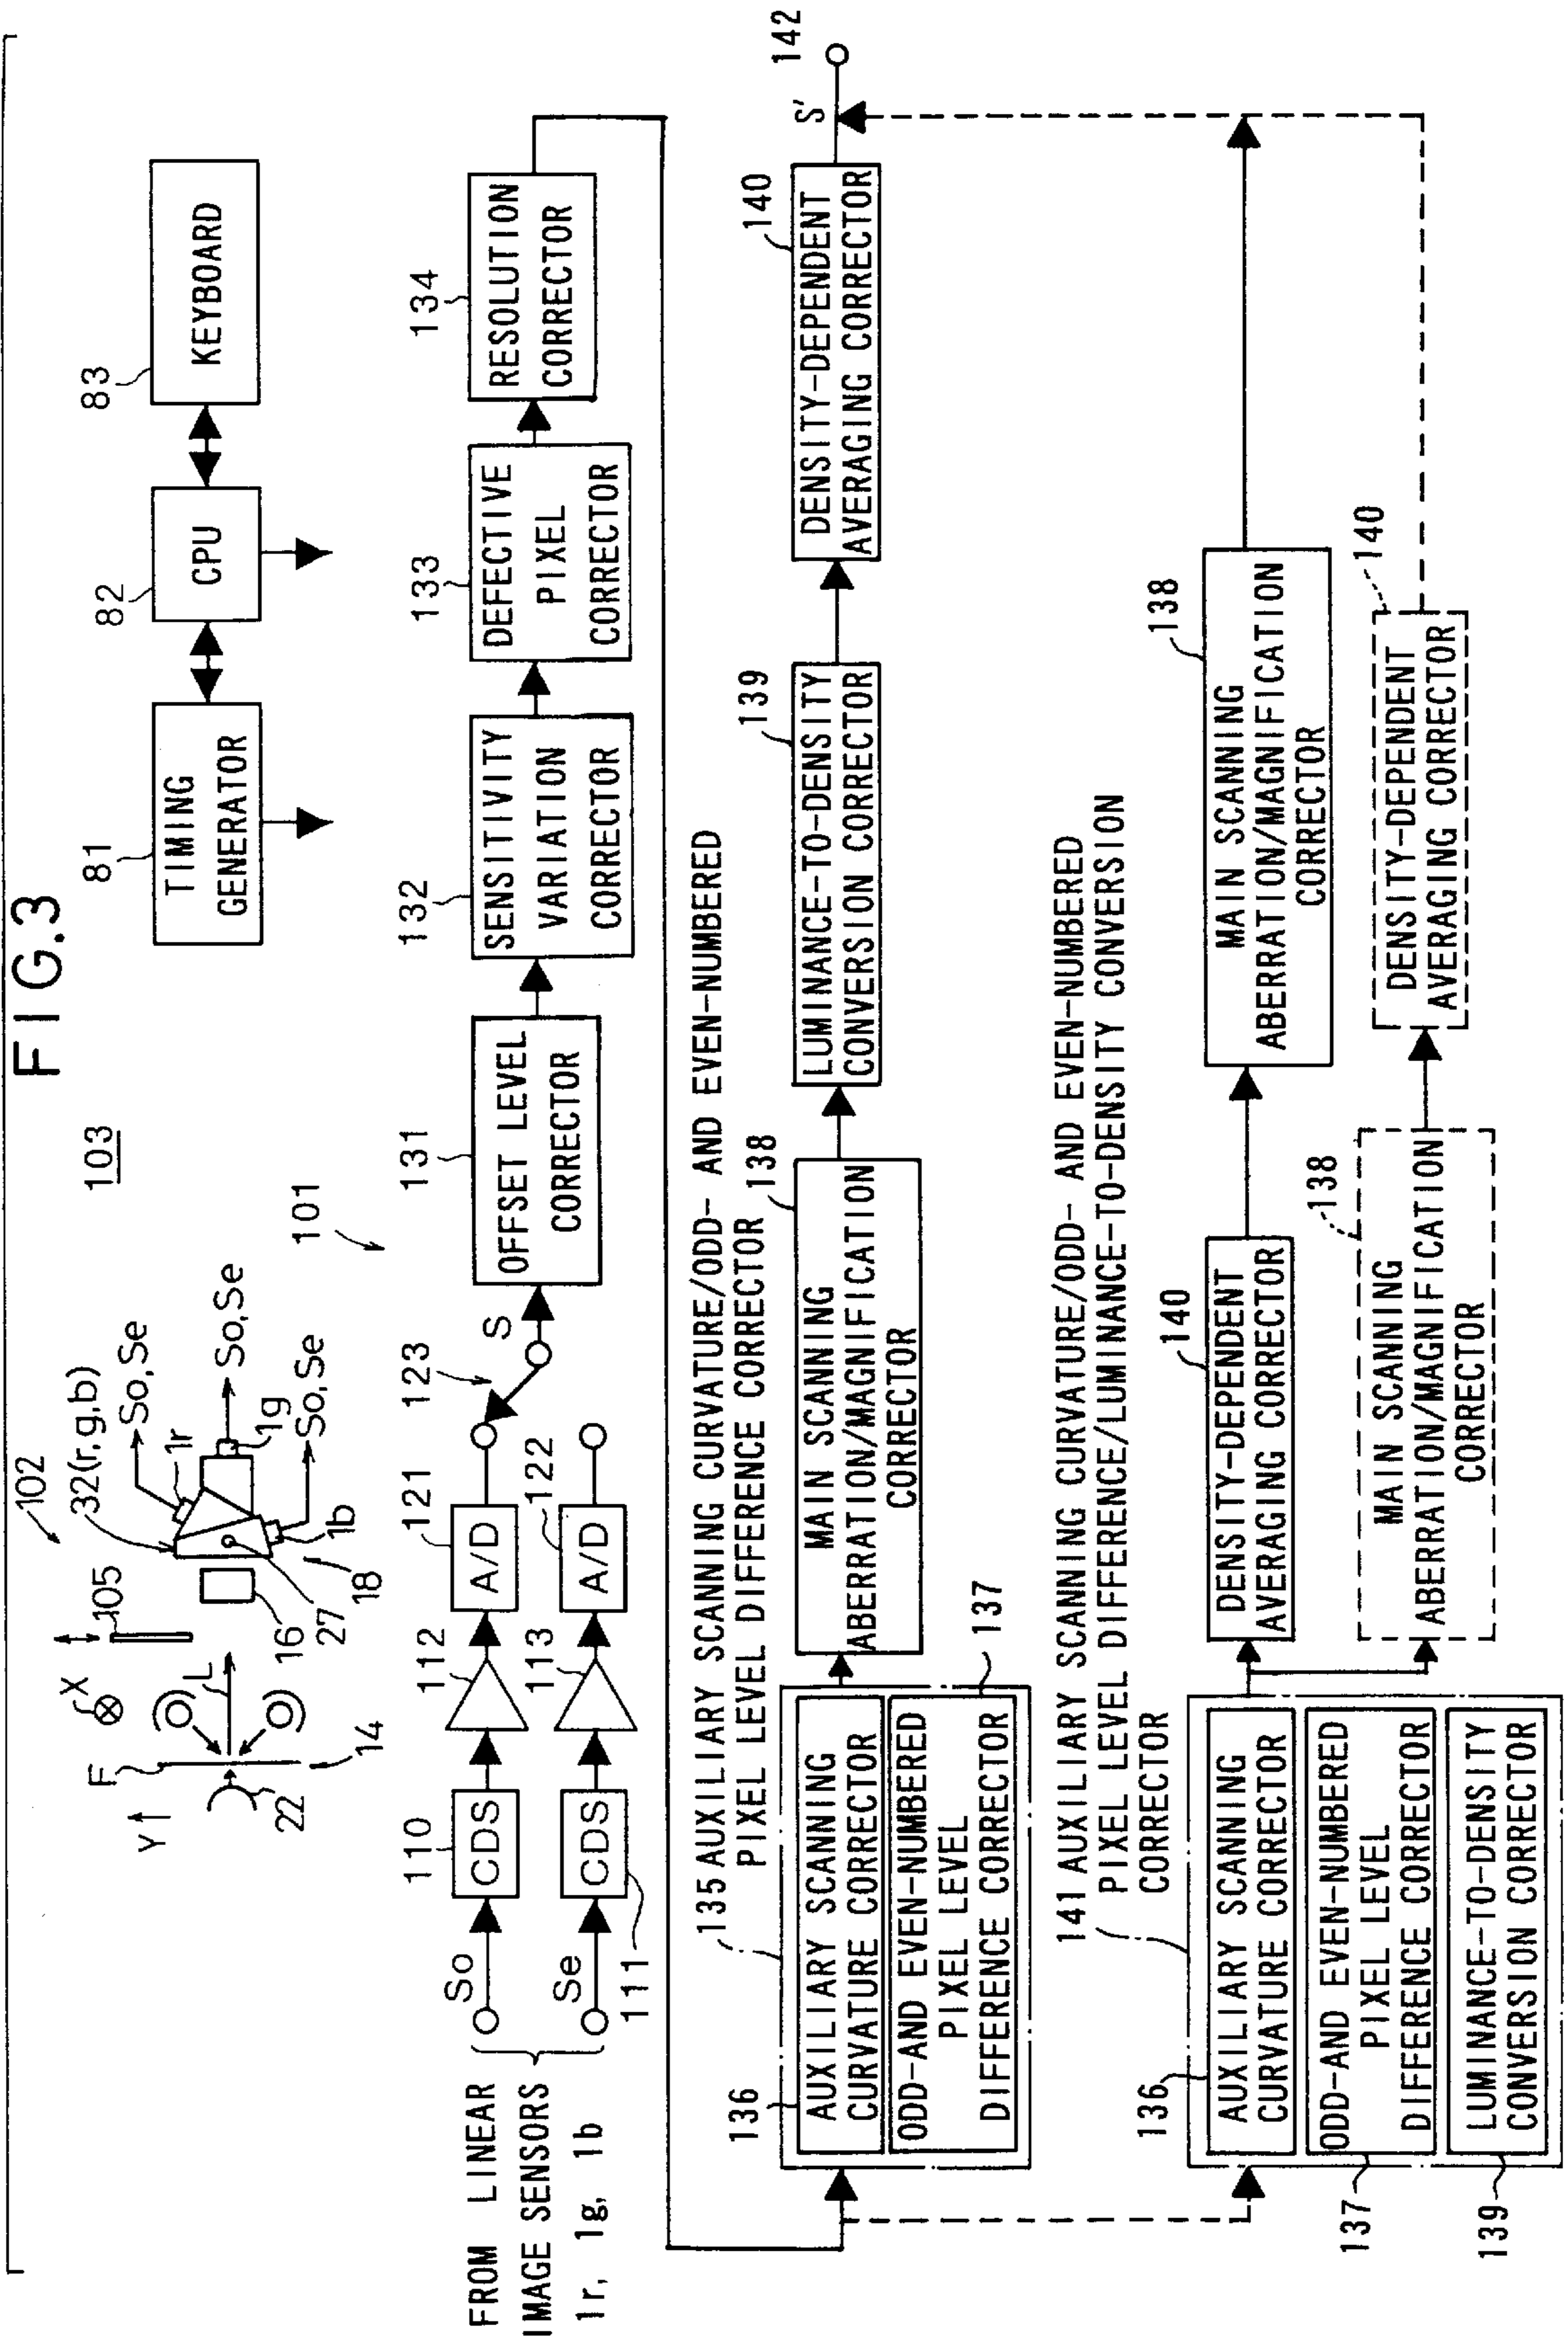 FIG.3
103
102
101
Y
X
F
14
22
L
105
16
27
18
32(r,g,b)
1r
1g
1b
So,Se
So,Se
So,Se
81
TIMING
GENERATOR
82
CPU
83
KEYBOARD
FROM LINEAR
IMAGE SENSORS
1r, 1g, 1b
So
Se
110
CDS
111
CDS
112
113
121
A/D
122
A/D
123
S
131
OFFSET LEVEL
CORRECTOR
132
SENSITIVITY
VARIATION
CORRECTOR
133
DEFECTIVE
PIXEL
CORRECTOR
134
RESOLUTION
CORRECTOR
135 AUXILIARY SCANNING CURVATURE/ODD- AND EVEN-NUMBERED
PIXEL LEVEL DIFFERENCE CORRECTOR
136
AUXILIARY SCANNING
CURVATURE CORRECTOR
137
ODD-AND EVEN-NUMBERED
PIXEL LEVEL
DIFFERENCE CORRECTOR
138
MAIN SCANNING
ABERRATION/MAGNIFICATION
CORRECTOR
139
LUMINANCE-TO-DENSITY
CONVERSION CORRECTOR
140
DENSITY-DEPENDENT
AVERAGING CORRECTOR
S'
142
141 AUXILIARY SCANNING CURVATURE/ODD- AND EVEN-NUMBERED
PIXEL LEVEL DIFFERENCE/LUMINANCE-TO-DENSITY CONVERSION
CORRECTOR
136
AUXILIARY SCANNING
CURVATURE CORRECTOR
137
ODD-AND EVEN-NUMBERED
PIXEL LEVEL
DIFFERENCE CORRECTOR
139
LUMINANCE-TO-DENSITY
CONVERSION CORRECTOR
140
DENSITY-DEPENDENT
AVERAGING CORRECTOR
138
MAIN SCANNING
ABERRATION/MAGNIFICATION
CORRECTOR
138
MAIN SCANNING
ABERRATION/MAGNIFICATION
CORRECTOR
140
DENSITY-DEPENDENT
AVERAGING CORRECTOR